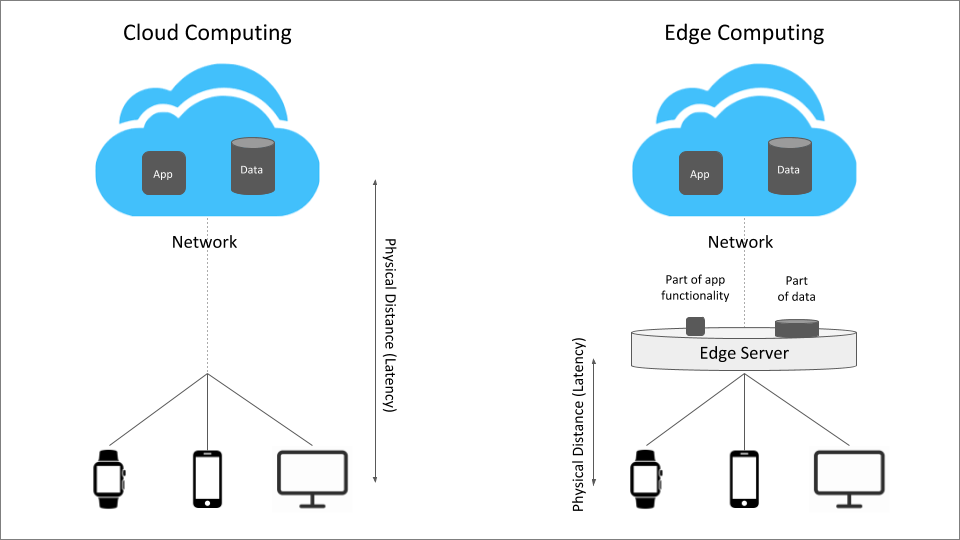 Cloud Computing
App
Data
Network
Physical Distance (Latency)
Edge Computing
App
Data
Network
Part of app
functionality
Part
of data
Edge Server
Physical Distance (Latency)